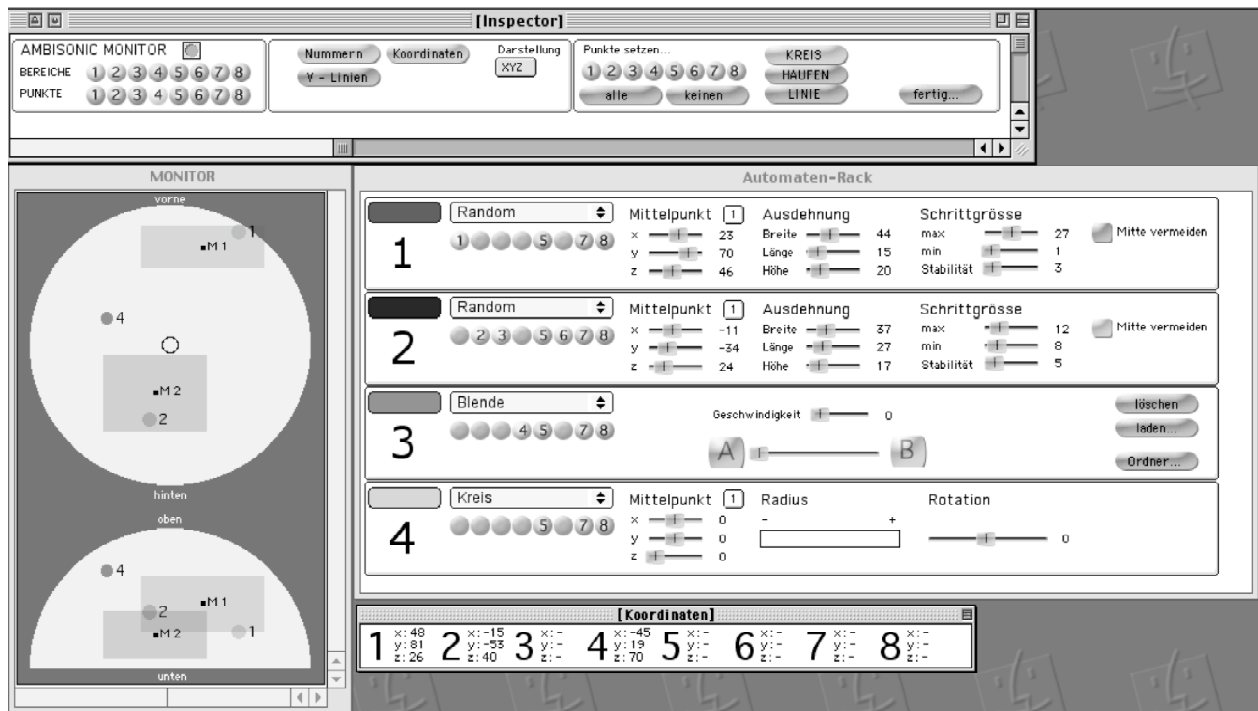 [Inspector]
AMBISONIC MONITOR
BEREICHE 1 2 3 4 5 6 7 8
PUNKTE 1 2 3 4 5 6 7 8
Nummern Koordinaten
∀ - Linien
Darstellung
XYZ
Punkte setzen...
1 2 3 4 5 6 7 8
alle keinen
KREIS
HAUFEN
LINIE
fertig...
MONITOR
vorne
1
M 1
4
M 2
2
hinten
oben
4
M 1
2
M 2
1
unten
Automaten-Rack
1
Random
1 5 7 8
Mittelpunkt 1
x 23
y 70
z 46
Ausdehnung
Breite 44
Länge 15
Höhe 20
Schrittgrösse
max 27
min 1
Stabilität 3
Mitte vermeiden
2
Random
2 3 5 6 7 8
Mittelpunkt 1
x -11
y -34
z 24
Ausdehnung
Breite 37
Länge 27
Höhe 17
Schrittgrösse
max 12
min 8
Stabilität 5
Mitte vermeiden
3
Blende
4 5 7 8
Geschwindigkeit 0
A B
löschen
laden...
Ordner...
4
Kreis
5 7 8
Mittelpunkt 1
x 0
y 0
z 0
Radius
- +
Rotation
0
[Koordinaten]
1 x: 48 y: 81 z: 26
2 x: -15 y: -53 z: 40
3 x: - y: - z: -
4 x: -45 y: 19 z: 70
5 x: - y: - z: -
6 x: - y: - z: -
7 x: - y: - z: -
8 x: - y: - z: -